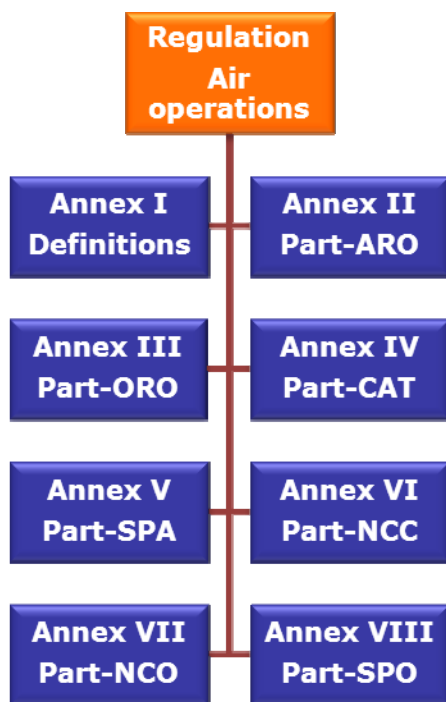 Regulation
Air
operations
Annex I
Definitions
Annex II
Part-ARO
Annex III
Part-ORO
Annex IV
Part-CAT
Annex V
Part-SPA
Annex VI
Part-NCC
Annex VII
Part-NCO
Annex VIII
Part-SPO